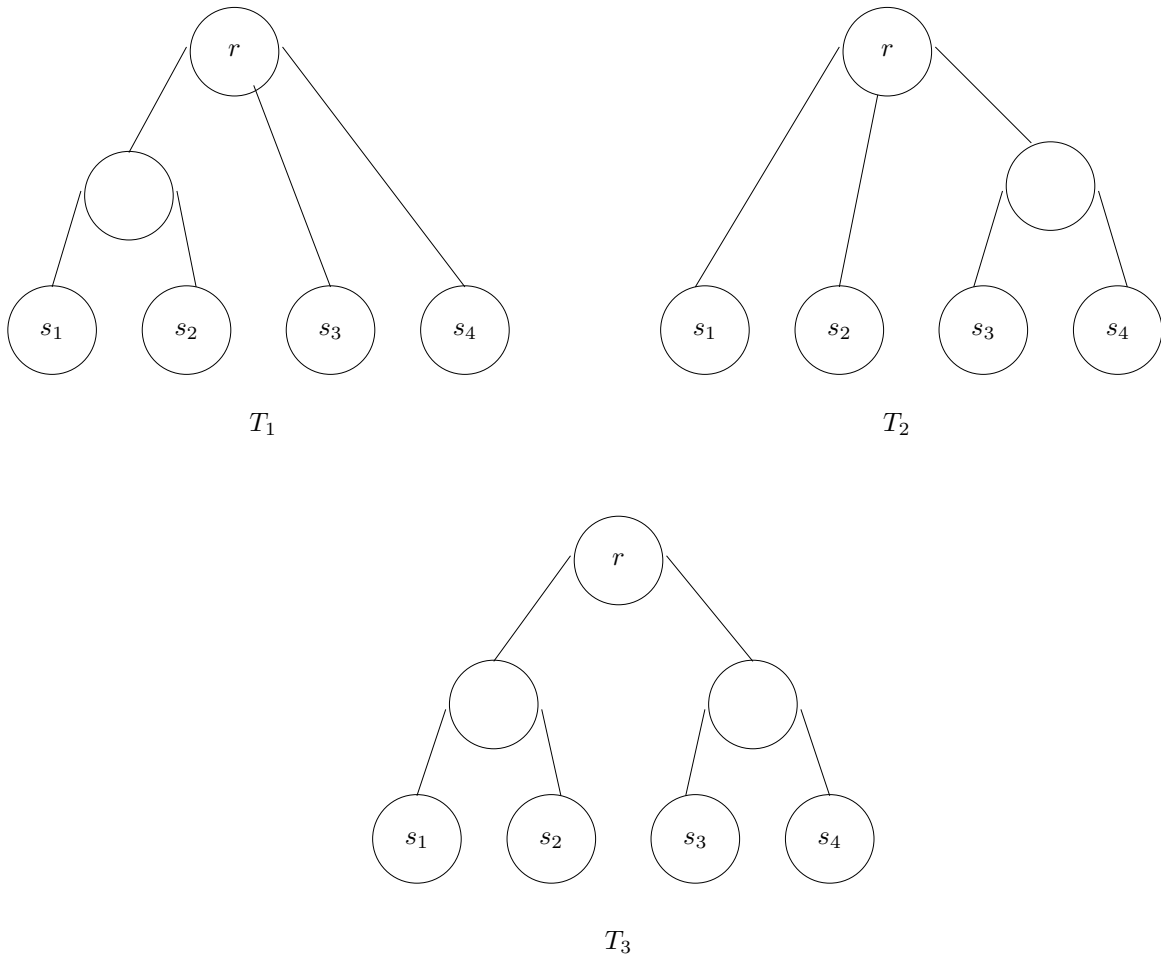 r r
s₁ s₂ s₃ s₄ s₁ s₂ s₃ s₄
T₁ T₂
r
s₁ s₂ s₃ s₄
T₃